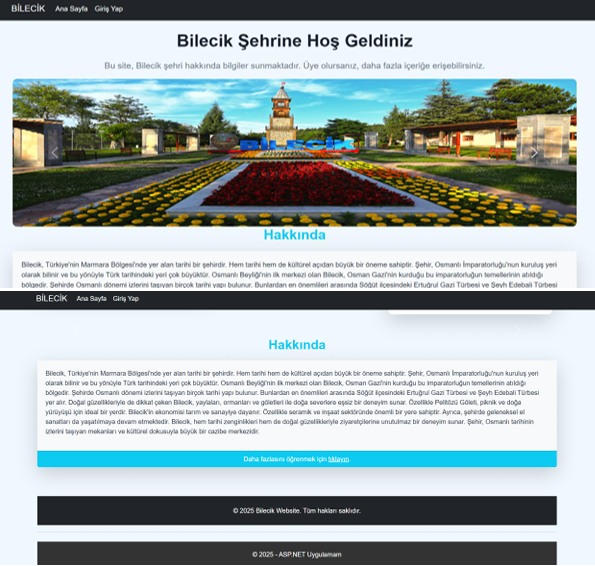 BİLECİK Ana Sayfa Giriş Yap
Bilecik Şehrine Hoş Geldiniz
Bu site, Bilecik şehri hakkında bilgiler sunmaktadır. Üye olursanız, daha fazla içeriğe erişebilirsiniz.
BİLECİK
Hakkında
Bilecik, Türkiye'nin Marmara Bölgesi'nde yer alan tarihi bir şehirdir. Hem tarihi hem de kültürel açıdan büyük bir öneme sahiptir. Şehir, Osmanlı İmparatorluğu'nun kuruluş yeri
olarak bilinir ve bu yönüyle Türk tarihindeki yeri çok büyüktür. Osmanlı Beyliği'nin ilk merkezi olan Bilecik, Osman Gazi'nin kurduğu bu imparatorluğun temellerinin atıldığı
bölgedir. Şehirde Osmanlı dönemi izlerini taşıyan birçok tarihi yapı bulunur. Bunlardan en önemlileri arasında Söğüt ilçesindeki Ertuğrul Gazi Türbesi ve Şeyh Edebali Türbesi
BİLECİK Ana Sayfa Giriş Yap
Hakkında
Bilecik, Türkiye'nin Marmara Bölgesi'nde yer alan tarihi bir şehirdir. Hem tarihi hem de kültürel açıdan büyük bir öneme sahiptir. Şehir, Osmanlı İmparatorluğu'nun kuruluş yeri
olarak bilinir ve bu yönüyle Türk tarihindeki yeri çok büyüktür. Osmanlı Beyliği'nin ilk merkezi olan Bilecik, Osman Gazi'nin kurduğu bu imparatorluğun temellerinin atıldığı
bölgedir. Şehirde Osmanlı dönemi izlerini taşıyan birçok tarihi yapı bulunur. Bunlardan en önemlileri arasında Söğüt ilçesindeki Ertuğrul Gazi Türbesi ve Şeyh Edebali Türbesi
yer alır. Doğal güzellikleriyle de dikkat çeken Bilecik, yaylaları, ormanları ve göletleri ile doğa severlere eşsiz bir deneyim sunar. Özellikle Pelitözü Göleti, piknik ve doğa
yürüyüşü için ideal bir yerdir. Bilecik'in ekonomisi tarım ve sanayiye dayanır. Özellikle seramik ve inşaat sektöründe önemli bir yere sahiptir. Ayrıca, şehirde geleneksel el
sanatları da yaşatılmaya devam etmektedir. Bilecik, hem tarihi zenginlikleri hem de doğal güzellikleriyle ziyaretçilerine unutulmaz bir deneyim sunar. Şehir, Osmanlı tarihinin
izlerini taşıyan mekanları ve kültürel dokusuyla büyük bir cazibe merkezidir.
Daha fazlasını öğrenmek için tıklayın.
© 2025 Bilecik Website. Tüm hakları saklıdır.
© 2025 - ASP.NET Uygulamam